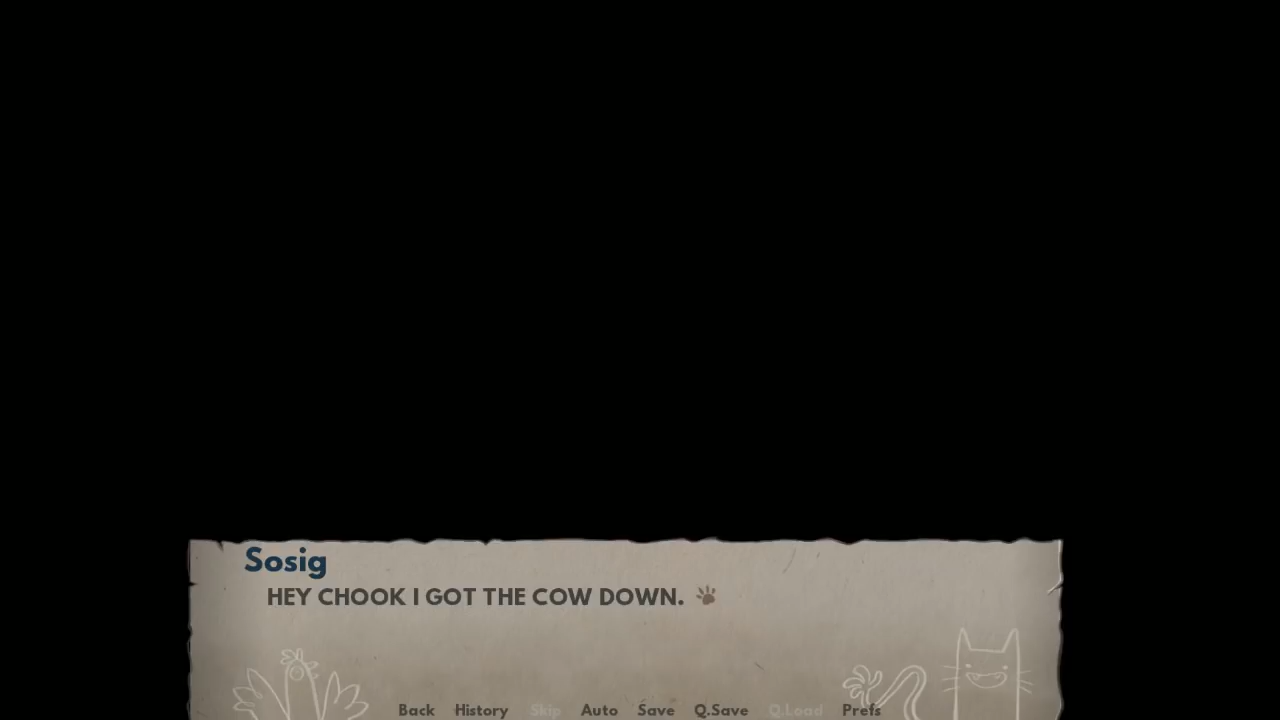 Sosig
HEY CHOOK I GOT THE COW DOWN.
Back History Skip Auto Save Q.Save Q.Load Prefs